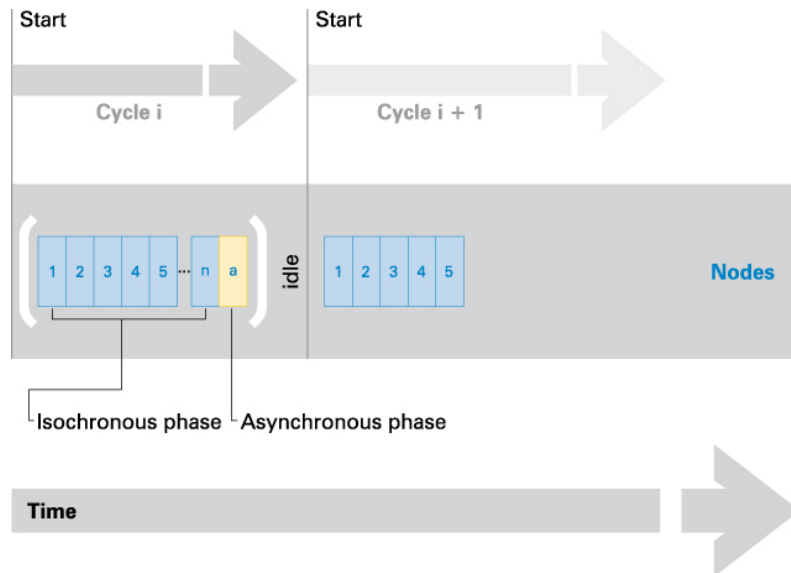 Start
Start
Cycle i
Cycle i + 1
1 2 3 4 5 ... n a
idle
1 2 3 4 5
Nodes
Isochronous phase
Asynchronous phase
Time